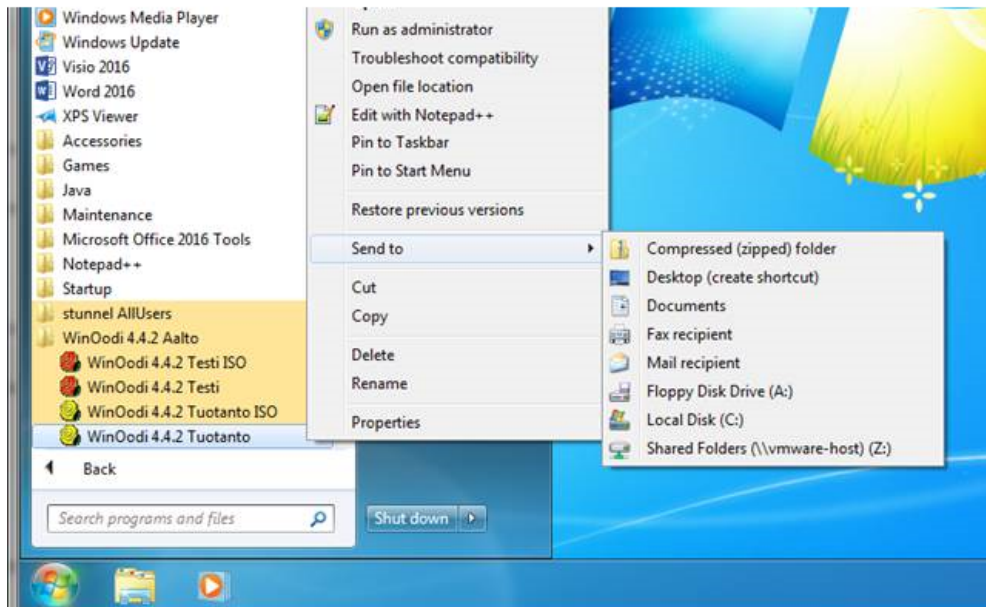 Windows Media Player
Windows Update
Visio 2016
Word 2016
XPS Viewer
Accessories
Games
Java
Maintenance
Microsoft Office 2016 Tools
Notepad++
Startup
stunnel AllUsers
WinOodi 4.4.2 Aalto
WinOodi 4.4.2 Testi ISO
WinOodi 4.4.2 Testi
WinOodi 4.4.2 Tuotanto ISO
WinOodi 4.4.2 Tuotanto
Back
Search programs and files
Shut down
Run as administrator
Troubleshoot compatibility
Open file location
Edit with Notepad++
Pin to Taskbar
Pin to Start Menu
Restore previous versions
Send to
Cut
Copy
Delete
Rename
Properties
Compressed (zipped) folder
Desktop (create shortcut)
Documents
Fax recipient
Mail recipient
Floppy Disk Drive (A:)
Local Disk (C:)
Shared Folders (\\vmware-host) (Z:)